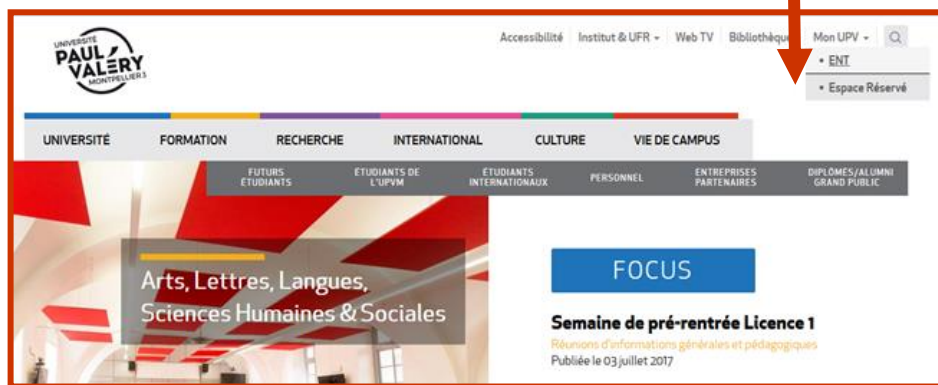 UNIVERSITÉ
PAUL
VALÉRY
MONTPELLIER 3
Accessibilité Institut & UFR Web TV Bibliothèque Mon UPV
• ENT
• Espace Réservé
UNIVERSITÉ FORMATION RECHERCHE INTERNATIONAL CULTURE VIE DE CAMPUS
FUTURS ÉTUDIANTS
ÉTUDIANTS DE L'UPVM
ÉTUDIANTS INTERNATIONAUX
PERSONNEL
ENTREPRISES PARTENAIRES
DIPLÔMÉS/ALUMNI GRAND PUBLIC
Arts, Lettres, Langues,
Sciences Humaines & Sociales
FOCUS
Semaine de pré-rentrée Licence 1
Réunions d'informations générales et pédagogiques
Publiée le 03 juillet 2017